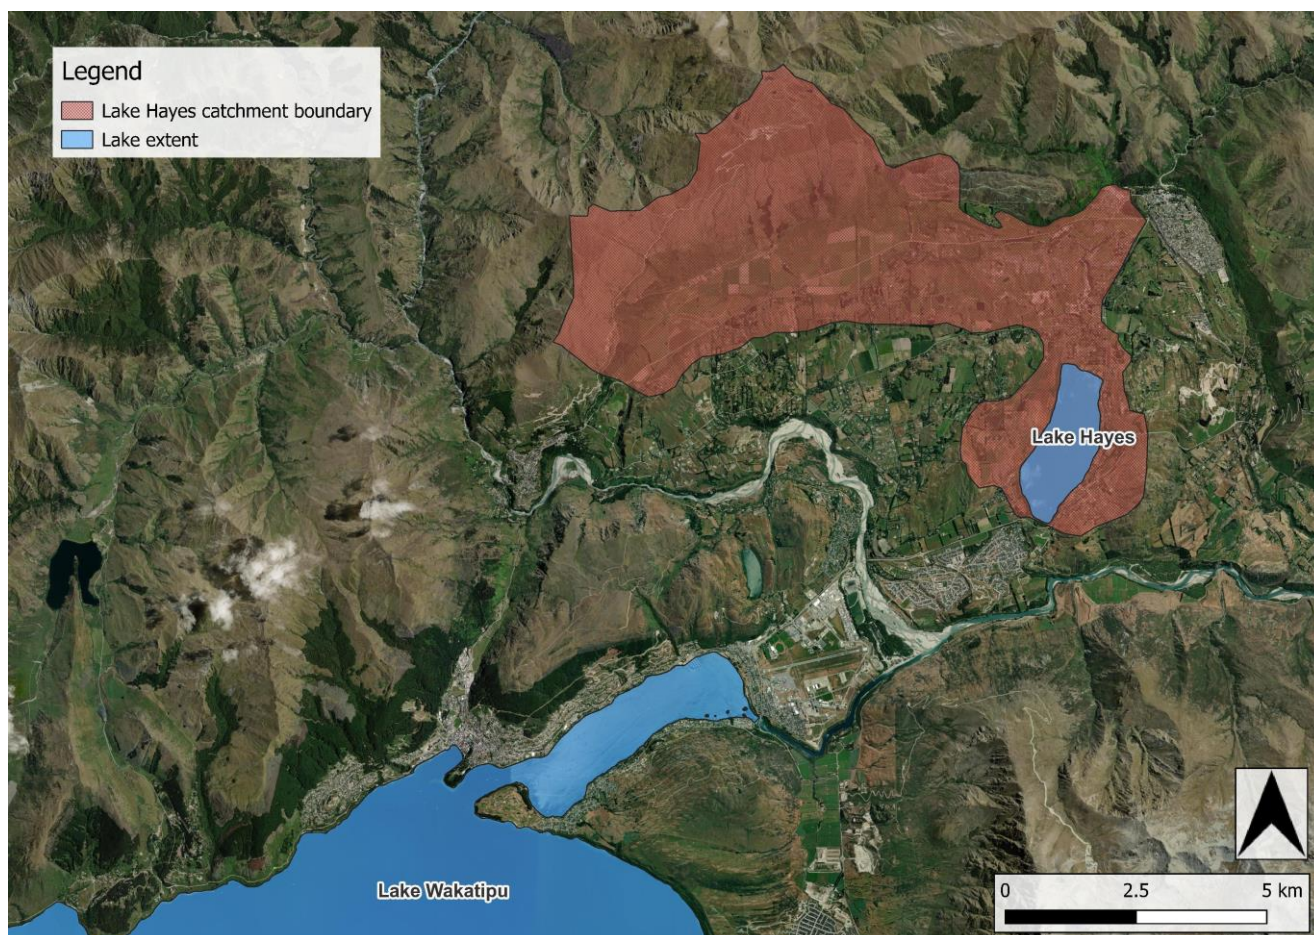 Legend
Lake Hayes catchment boundary
Lake extent
Lake Hayes
Lake Wakatipu
0 2.5 5 km